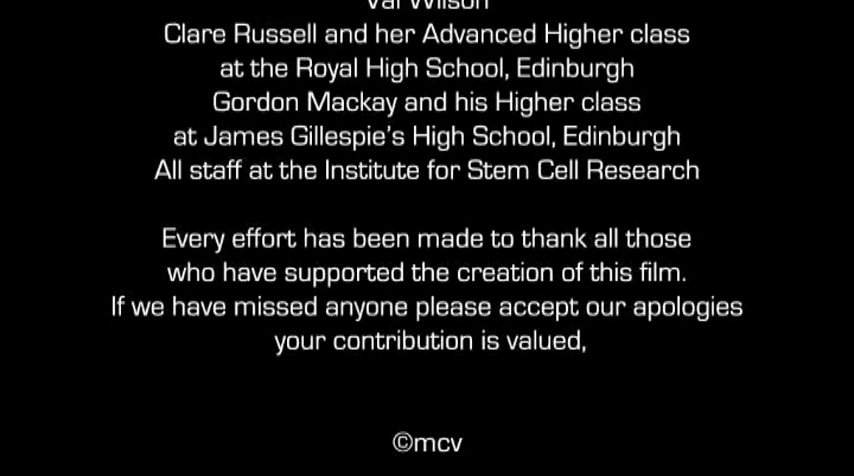 Val Wilson
Clare Russell and her Advanced Higher class
at the Royal High School, Edinburgh
Gordon Mackay and his Higher class
at James Gillespie's High School, Edinburgh
All staff at the Institute for Stem Cell Research
Every effort has been made to thank all those
who have supported the creation of this film.
If we have missed anyone please accept our apologies
your contribution is valued,
©mcv